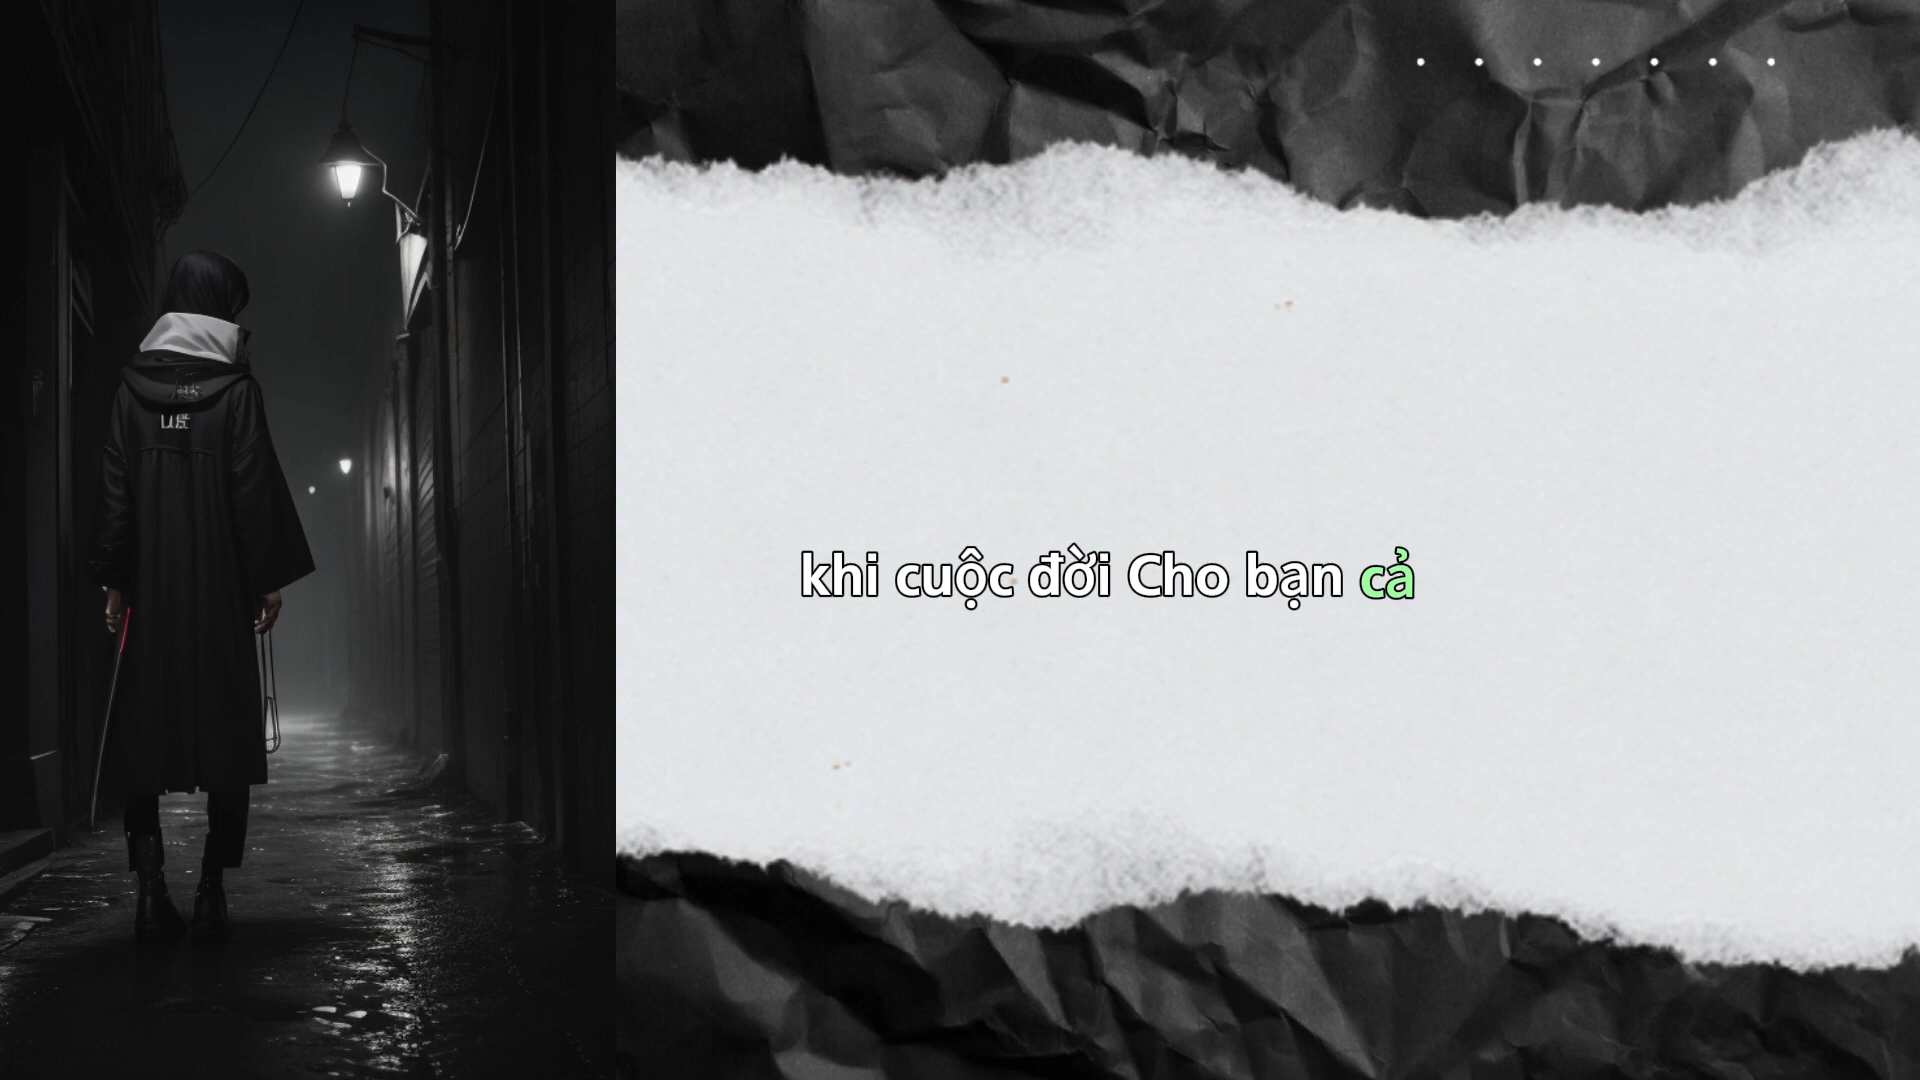 khi cuộc đời Cho bạn cả